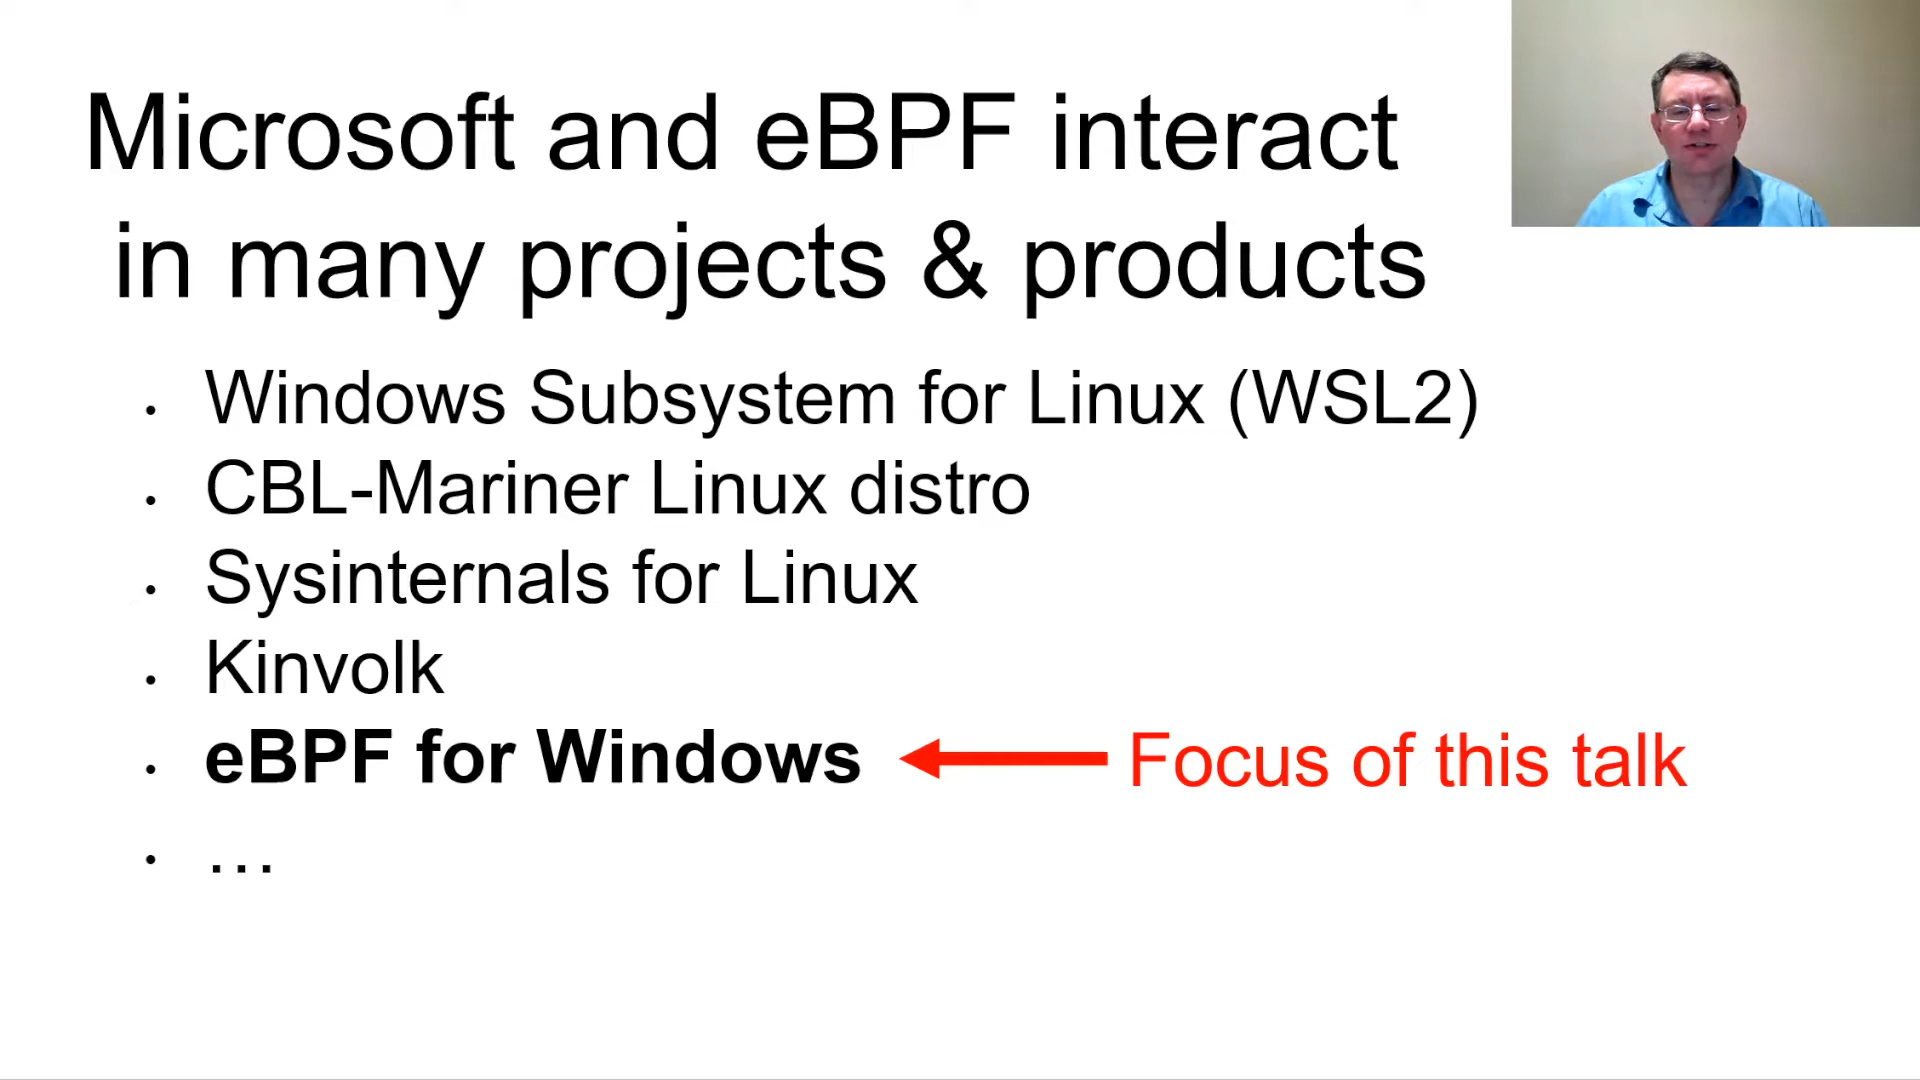 Microsoft and eBPF interact
in many projects & products
• Windows Subsystem for Linux (WSL2)
• CBL-Mariner Linux distro
• Sysinternals for Linux
• Kinvolk
• eBPF for Windows Focus of this talk
• …